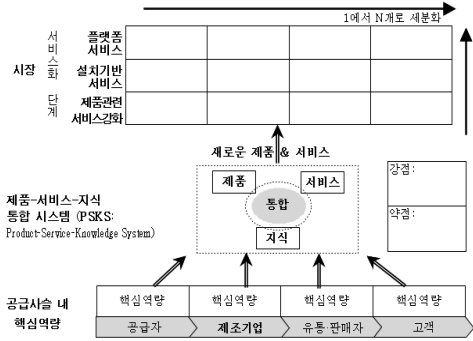 1에서 N개로 세분화
서비스화 단계
시장
플랫폼
서비스
설치기반
서비스
제품관련
서비스강화
새로운 제품 & 서비스
제품
서비스
통합
지식
강점:
약점:
제품-서비스-지식
통합 시스템 (PSKS:
Product-Service-Knowledge System)
공급사슬 내
핵심역량
핵심역량 핵심역량 핵심역량 핵심역량
공급자 제조기업 유통·판매자 고객